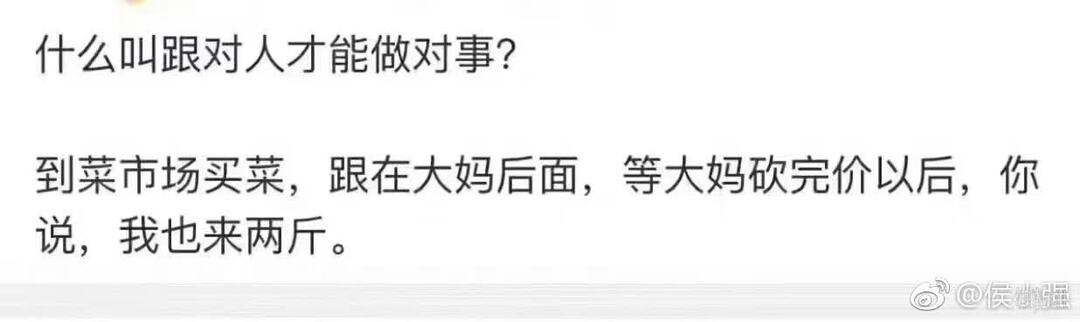 什么叫跟对人才能做对事？
到菜市场买菜，跟在大妈后面，等大妈砍完价以后，你
说，我也来两斤。
@侯小强